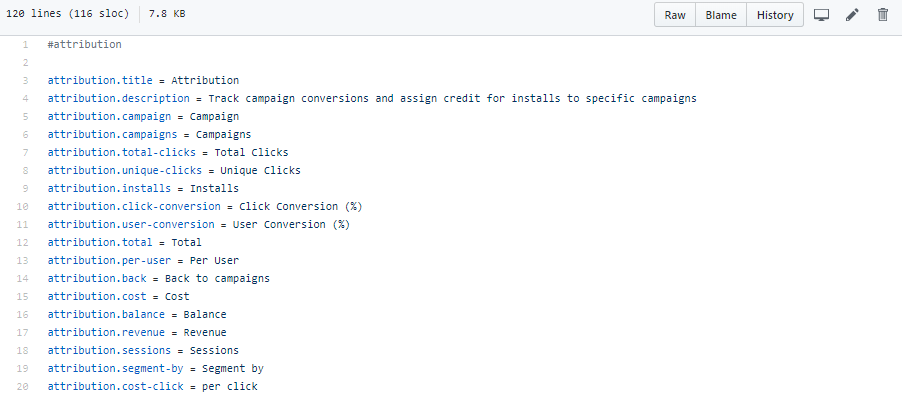 120 lines (116 sloc) 7.8 KB Raw Blame History
1 #attribution
2
3 attribution.title = Attribution
4 attribution.description = Track campaign conversions and assign credit for installs to specific campaigns
5 attribution.campaign = Campaign
6 attribution.campaigns = Campaigns
7 attribution.total-clicks = Total Clicks
8 attribution.unique-clicks = Unique Clicks
9 attribution.installs = Installs
10 attribution.click-conversion = Click Conversion (%)
11 attribution.user-conversion = User Conversion (%)
12 attribution.total = Total
13 attribution.per-user = Per User
14 attribution.back = Back to campaigns
15 attribution.cost = Cost
16 attribution.balance = Balance
17 attribution.revenue = Revenue
18 attribution.sessions = Sessions
19 attribution.segment-by = Segment by
20 attribution.cost-click = per click